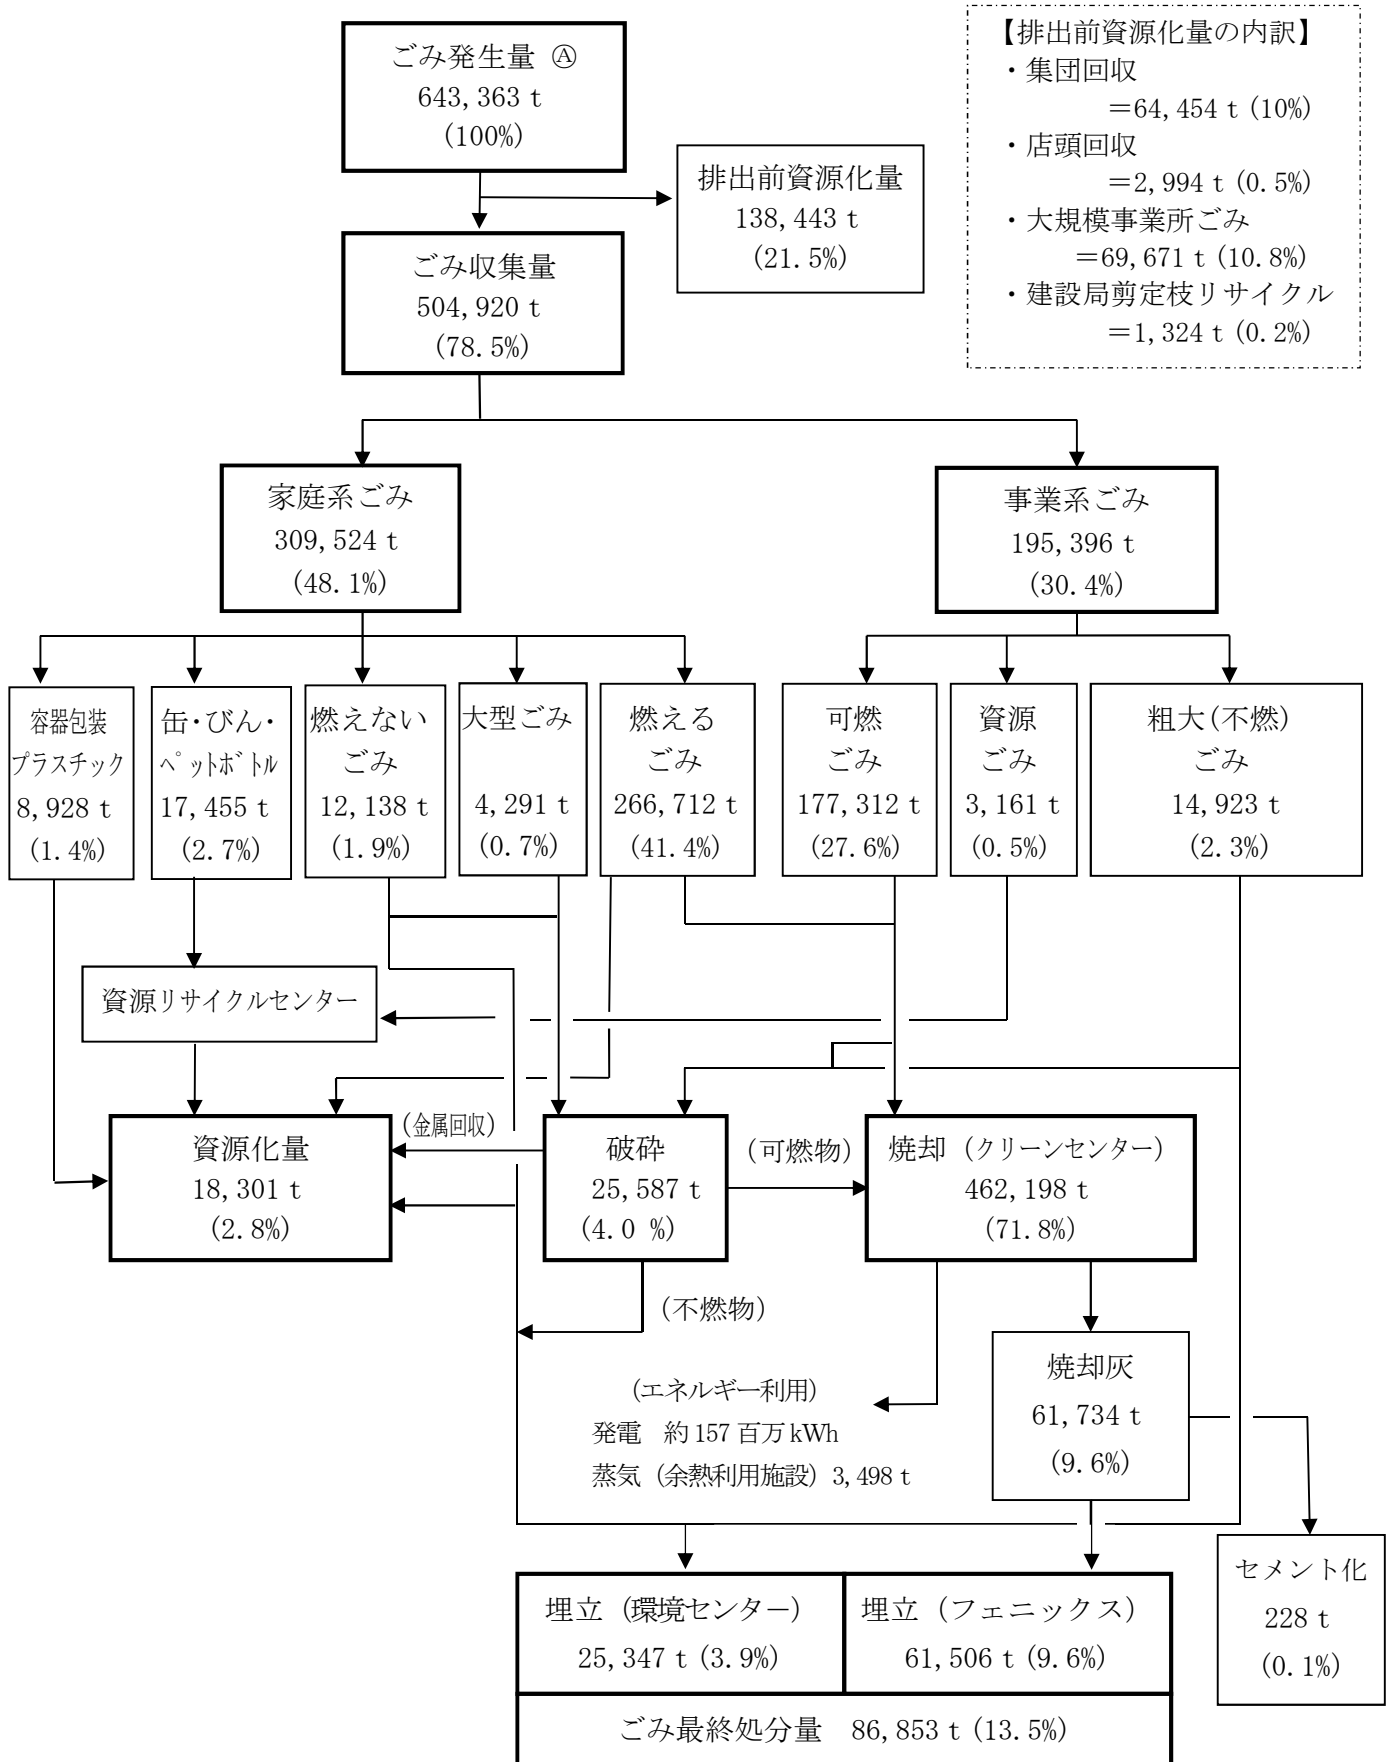 ごみ発生量 Ⓐ
643,363 t
(100%)
【排出前資源化量の内訳】
・集団回収
=64,454 t (10%)
・店頭回収
=2,994 t (0.5%)
・大規模事業所ごみ
=69,671 t (10.8%)
・建設局剪定枝リサイクル
=1,324 t (0.2%)
排出前資源化量
138,443 t
(21.5%)
ごみ収集量
504,920 t
(78.5%)
家庭系ごみ
309,524 t
(48.1%)
事業系ごみ
195,396 t
(30.4%)
容器包装
プラスチック
8,928 t
(1.4%)
缶・びん・
ペットボトル
17,455 t
(2.7%)
燃えない
ごみ
12,138 t
(1.9%)
大型ごみ
4,291 t
(0.7%)
燃える
ごみ
266,712 t
(41.4%)
可燃
ごみ
177,312 t
(27.6%)
資源
ごみ
3,161 t
(0.5%)
粗大(不燃)
ごみ
14,923 t
(2.3%)
資源リサイクルセンター
資源化量
18,301 t
(2.8%)
(金属回収)
破砕
25,587 t
(4.0 %)
(可燃物)
焼却（クリーンセンター）
462,198 t
(71.8%)
(不燃物)
(エネルギー利用)
発電　約157 百万kWh
蒸気（余熱利用施設）3,498 t
焼却灰
61,734 t
(9.6%)
埋立（環境センター）
25,347 t (3.9%)
埋立（フェニックス）
61,506 t (9.6%)
セメント化
228 t
(0.1%)
ごみ最終処分量　86,853 t (13.5%)